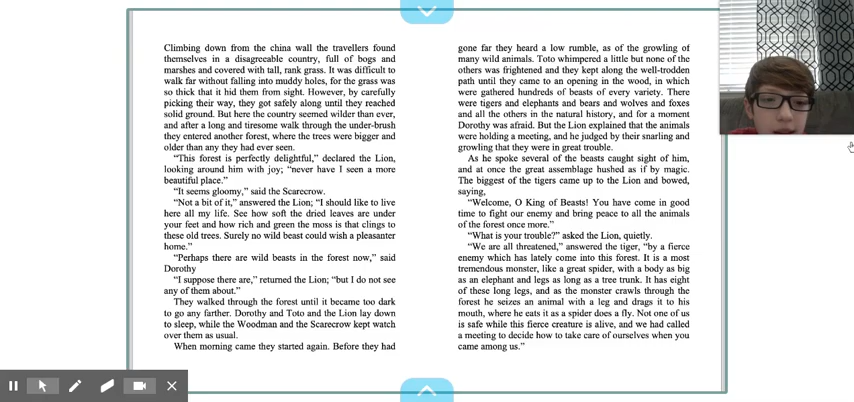 Climbing down from the china wall the travellers found
themselves in a disagreeable country, full of bogs and
marshes and covered with tall, rank grass. It was difficult to
walk far without falling into muddy holes, for the grass was
so thick that it hid them from sight. However, by carefully
picking their way, they got safely along until they reached
solid ground. But here the country seemed wilder than ever,
and after a long and tiresome walk through the under-brush
they entered another forest, where the trees were bigger and
older than any they had ever seen.
“This forest is perfectly delightful,” declared the Lion,
looking around him with joy; “never have I seen a more
beautiful place.”
“It seems gloomy,” said the Scarecrow.
“Not a bit of it,” answered the Lion; “I should like to live
here all my life. See how soft the dried leaves are under
your feet and how rich and green the moss is that clings to
these old trees. Surely no wild beast could wish a pleasanter
home.”
“Perhaps there are wild beasts in the forest now,” said
Dorothy
“I suppose there are,” returned the Lion; “but I do not see
any of them about.”
They walked through the forest until it became too dark
to go any farther. Dorothy and Toto and the Lion lay down
to sleep, while the Woodman and the Scarecrow kept watch
over them as usual.
When morning came they started again. Before they had
gone far they heard a low rumble, as of the growling of
many wild animals. Toto whimpered a little but none of the
others was frightened and they kept along the well-trodden
path until they came to an opening in the wood, in which
were gathered hundreds of beasts of every variety. There
were tigers and elephants and bears and wolves and foxes
and all the others in the natural history, and for a moment
Dorothy was afraid. But the Lion explained that the animals
were holding a meeting, and he judged by their snarling and
growling that they were in great trouble.
As he spoke several of the beasts caught sight of him,
and at once the great assemblage hushed as if by magic.
The biggest of the tigers came up to the Lion and bowed,
saying,
“Welcome, O King of Beasts! You have come in good
time to fight our enemy and bring peace to all the animals
of the forest once more.”
“What is your trouble?” asked the Lion, quietly.
“We are all threatened,” answered the tiger, “by a fierce
enemy which has lately come into this forest. It is a most
tremendous monster, like a great spider, with a body as big
as an elephant and legs as long as a tree trunk. It has eight
of these long legs, and as the monster crawls through the
forest he seizes an animal with a leg and drags it to his
mouth, where he eats it as a spider does a fly. Not one of us
is safe while this fierce creature is alive, and we had called
a meeting to decide how to take care of ourselves when you
came among us.”